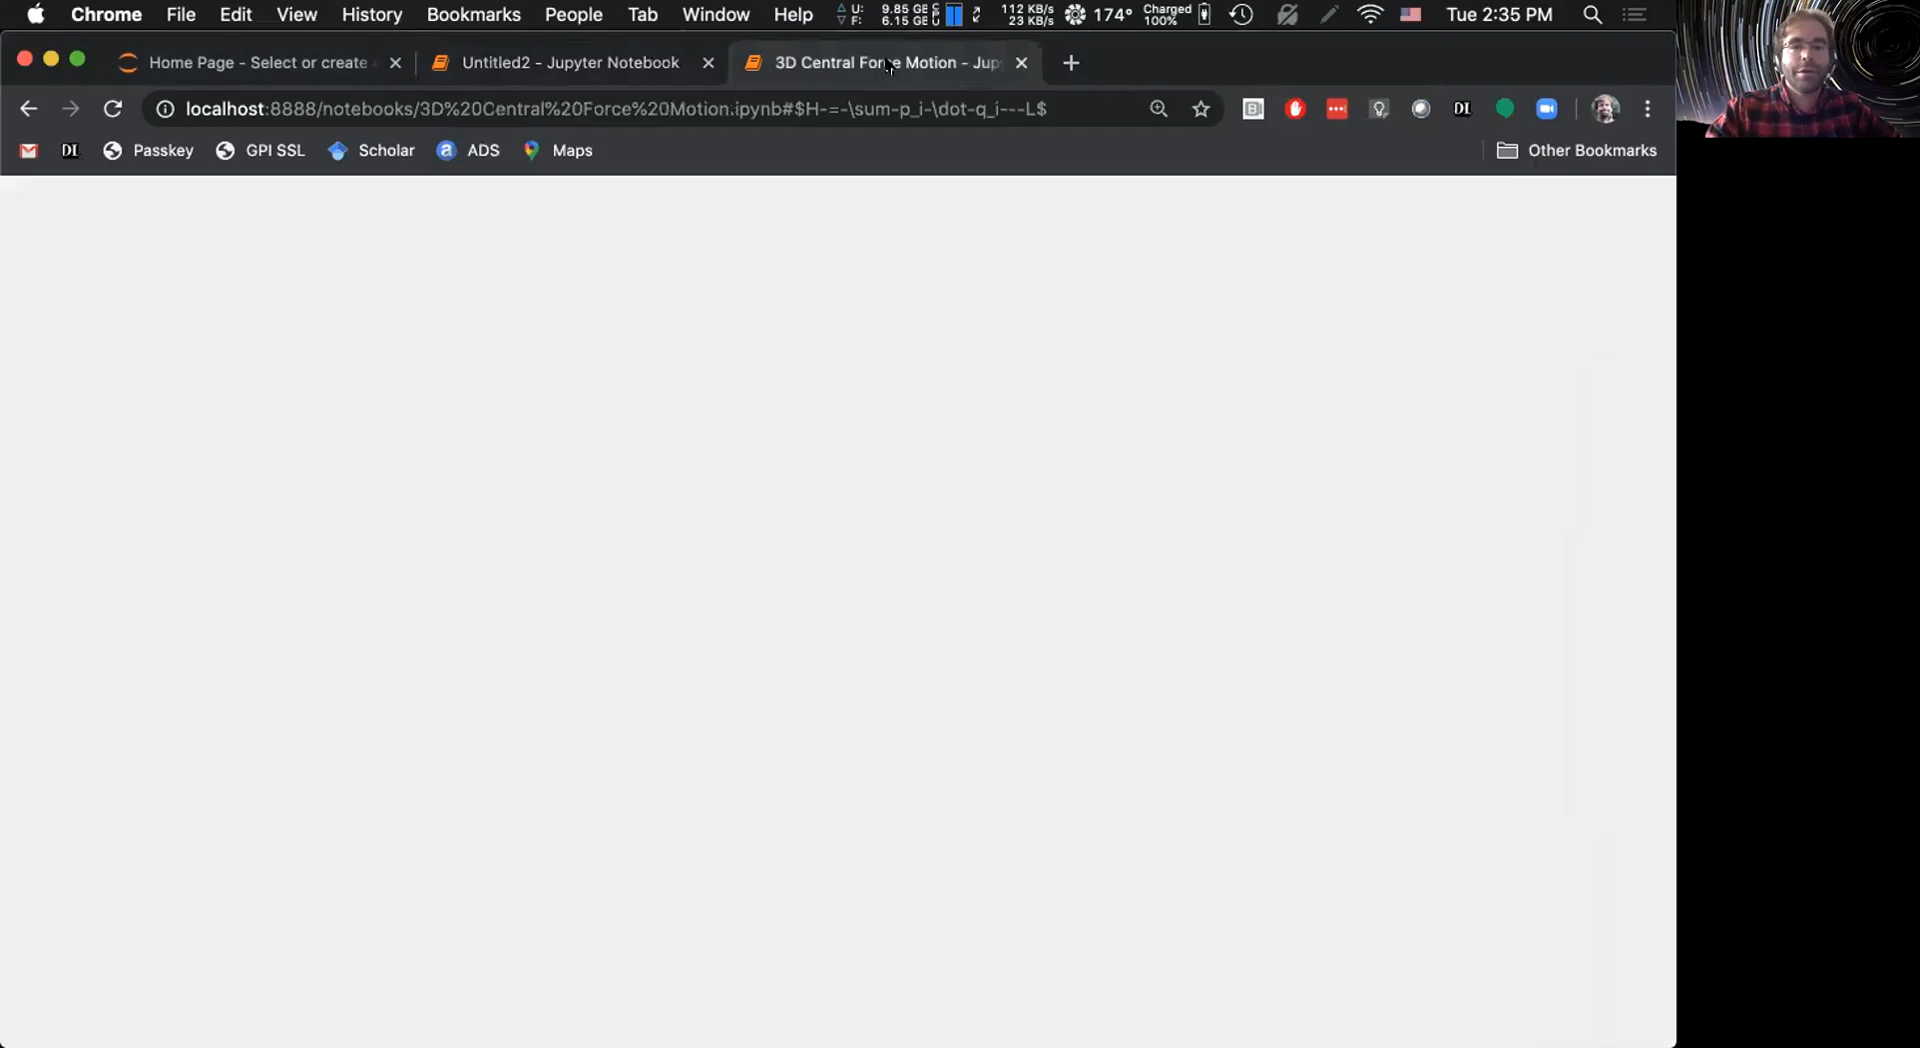 Chrome File Edit View History Bookmarks People Tab Window Help U: 9.85 GB F: 6.15 GB 112 KB/s 23 KB/s 174° Charged 100% Tue 2:35 PM
Home Page - Select or create Untitled2 - Jupyter Notebook 3D Central Force Motion - Jup
localhost:8888/notebooks/3D%20Central%20Force%20Motion.ipynb#$H-=-\sum-p_i-\dot-q_i---L$
DI Passkey GPI SSL Scholar ADS Maps Other Bookmarks